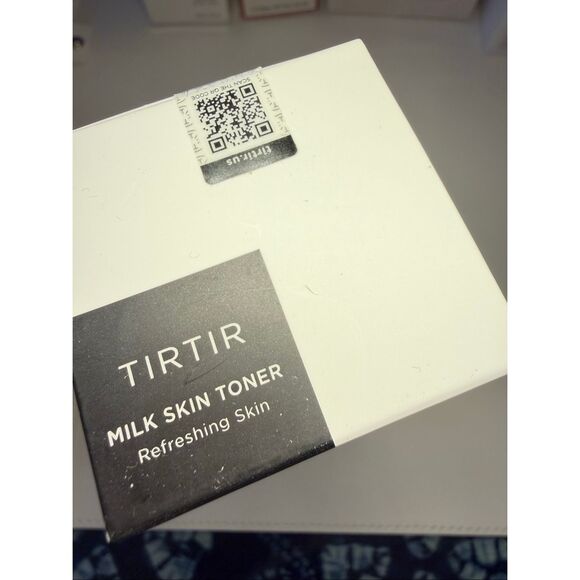 SCAN THE QR CODE
tirtir.us
TIRTIR
MILK SKIN TONER
Refreshing Skin